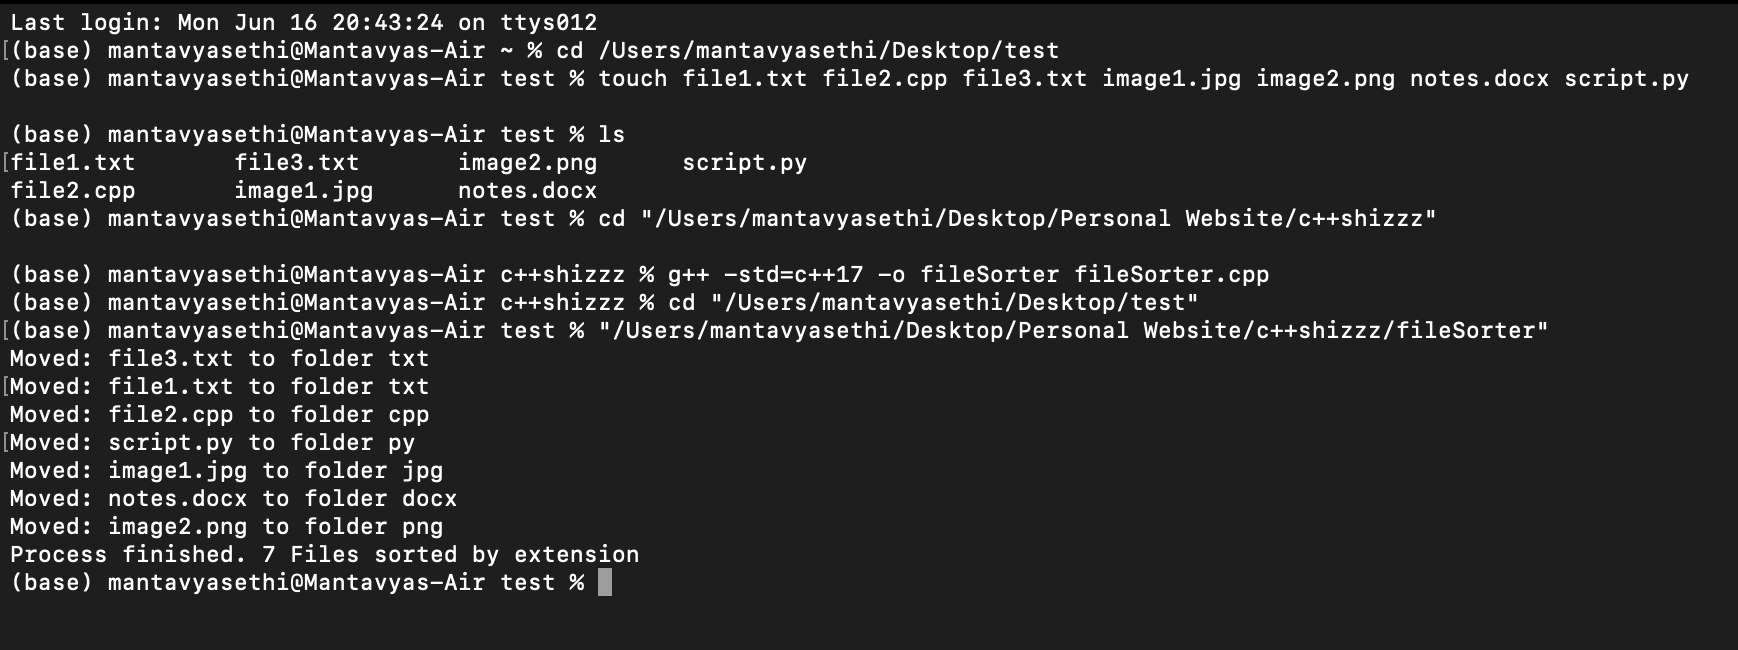 Last login: Mon Jun 16 20:43:24 on ttys012
[(base) mantavyasethi@Mantavyas-Air ~ % cd /Users/mantavyasethi/Desktop/test
(base) mantavyasethi@Mantavyas-Air test % touch file1.txt file2.cpp file3.txt image1.jpg image2.png notes.docx script.py
(base) mantavyasethi@Mantavyas-Air test % ls
[file1.txt file3.txt image2.png script.py
file2.cpp image1.jpg notes.docx
(base) mantavyasethi@Mantavyas-Air test % cd "/Users/mantavyasethi/Desktop/Personal Website/c++shizzz"
(base) mantavyasethi@Mantavyas-Air c++shizzz % g++ -std=c++17 -o fileSorter fileSorter.cpp
(base) mantavyasethi@Mantavyas-Air c++shizzz % cd "/Users/mantavyasethi/Desktop/test"
[(base) mantavyasethi@Mantavyas-Air test % "/Users/mantavyasethi/Desktop/Personal Website/c++shizzz/fileSorter"
Moved: file3.txt to folder txt
[Moved: file1.txt to folder txt
Moved: file2.cpp to folder cpp
[Moved: script.py to folder py
Moved: image1.jpg to folder jpg
Moved: notes.docx to folder docx
Moved: image2.png to folder png
Process finished. 7 Files sorted by extension
(base) mantavyasethi@Mantavyas-Air test %